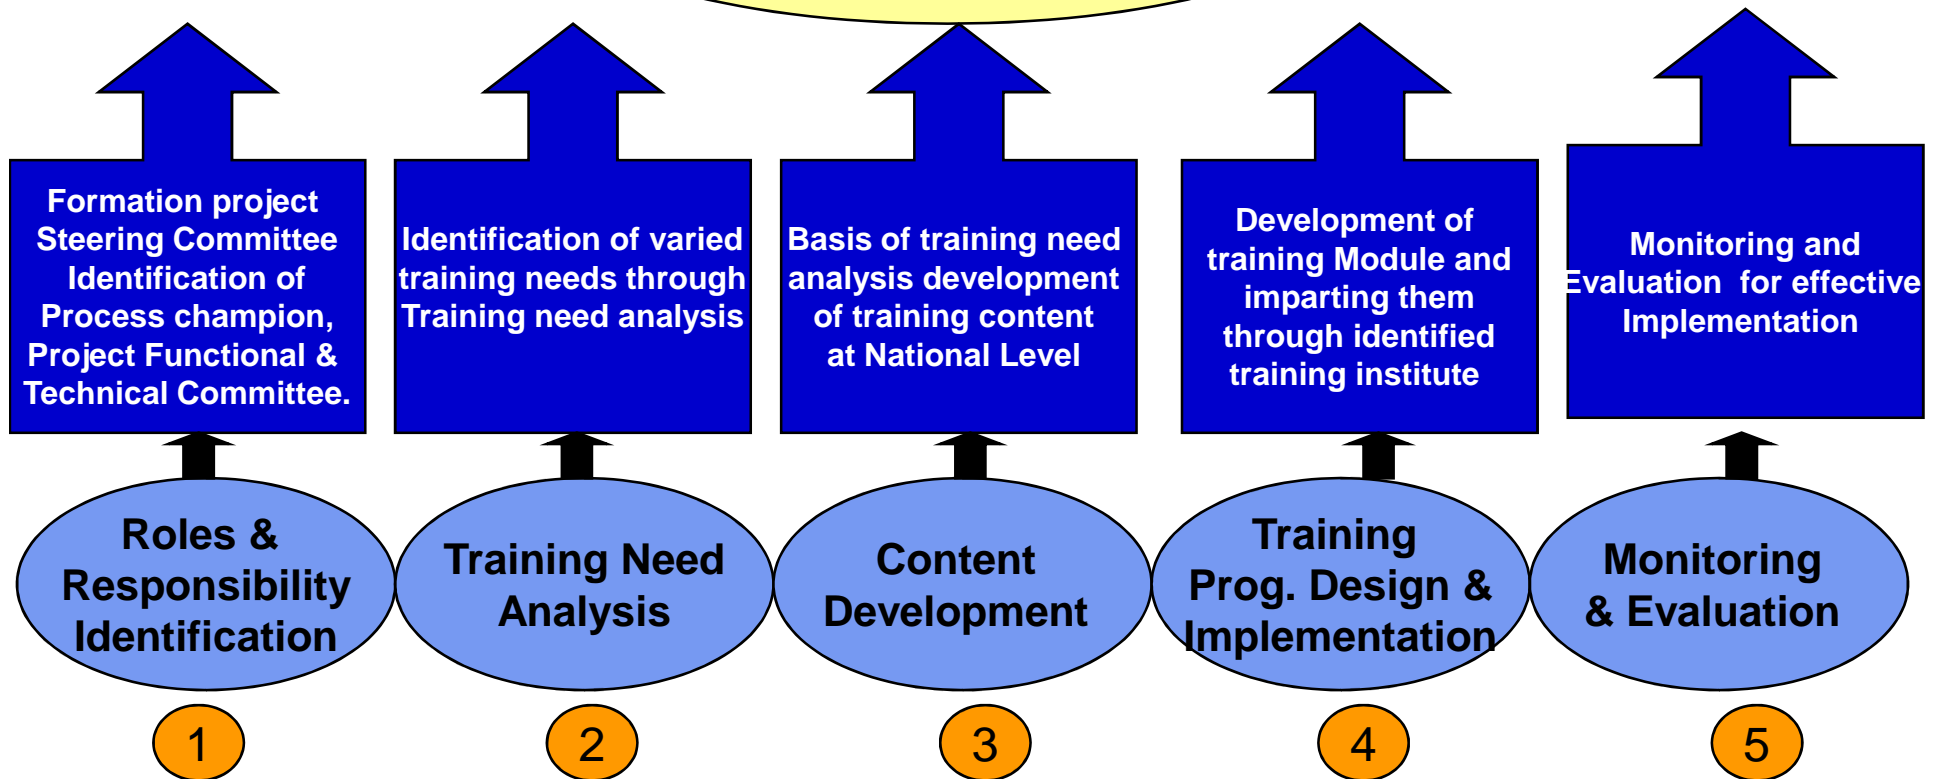 Formation project
Steering Committee
Identification of
Process champion,
Project Functional &
Technical Committee.
Identification of varied
training needs through
Training need analysis
Basis of training need
analysis development
of training content
at National Level
Development of
training Module and
imparting them
through identified
training institute
Monitoring and
Evaluation for effective
Implementation
Roles &
Responsibility
Identification
Training Need
Analysis
Content
Development
Training
Prog. Design &
Implementation
Monitoring
& Evaluation
1
2
3
4
5